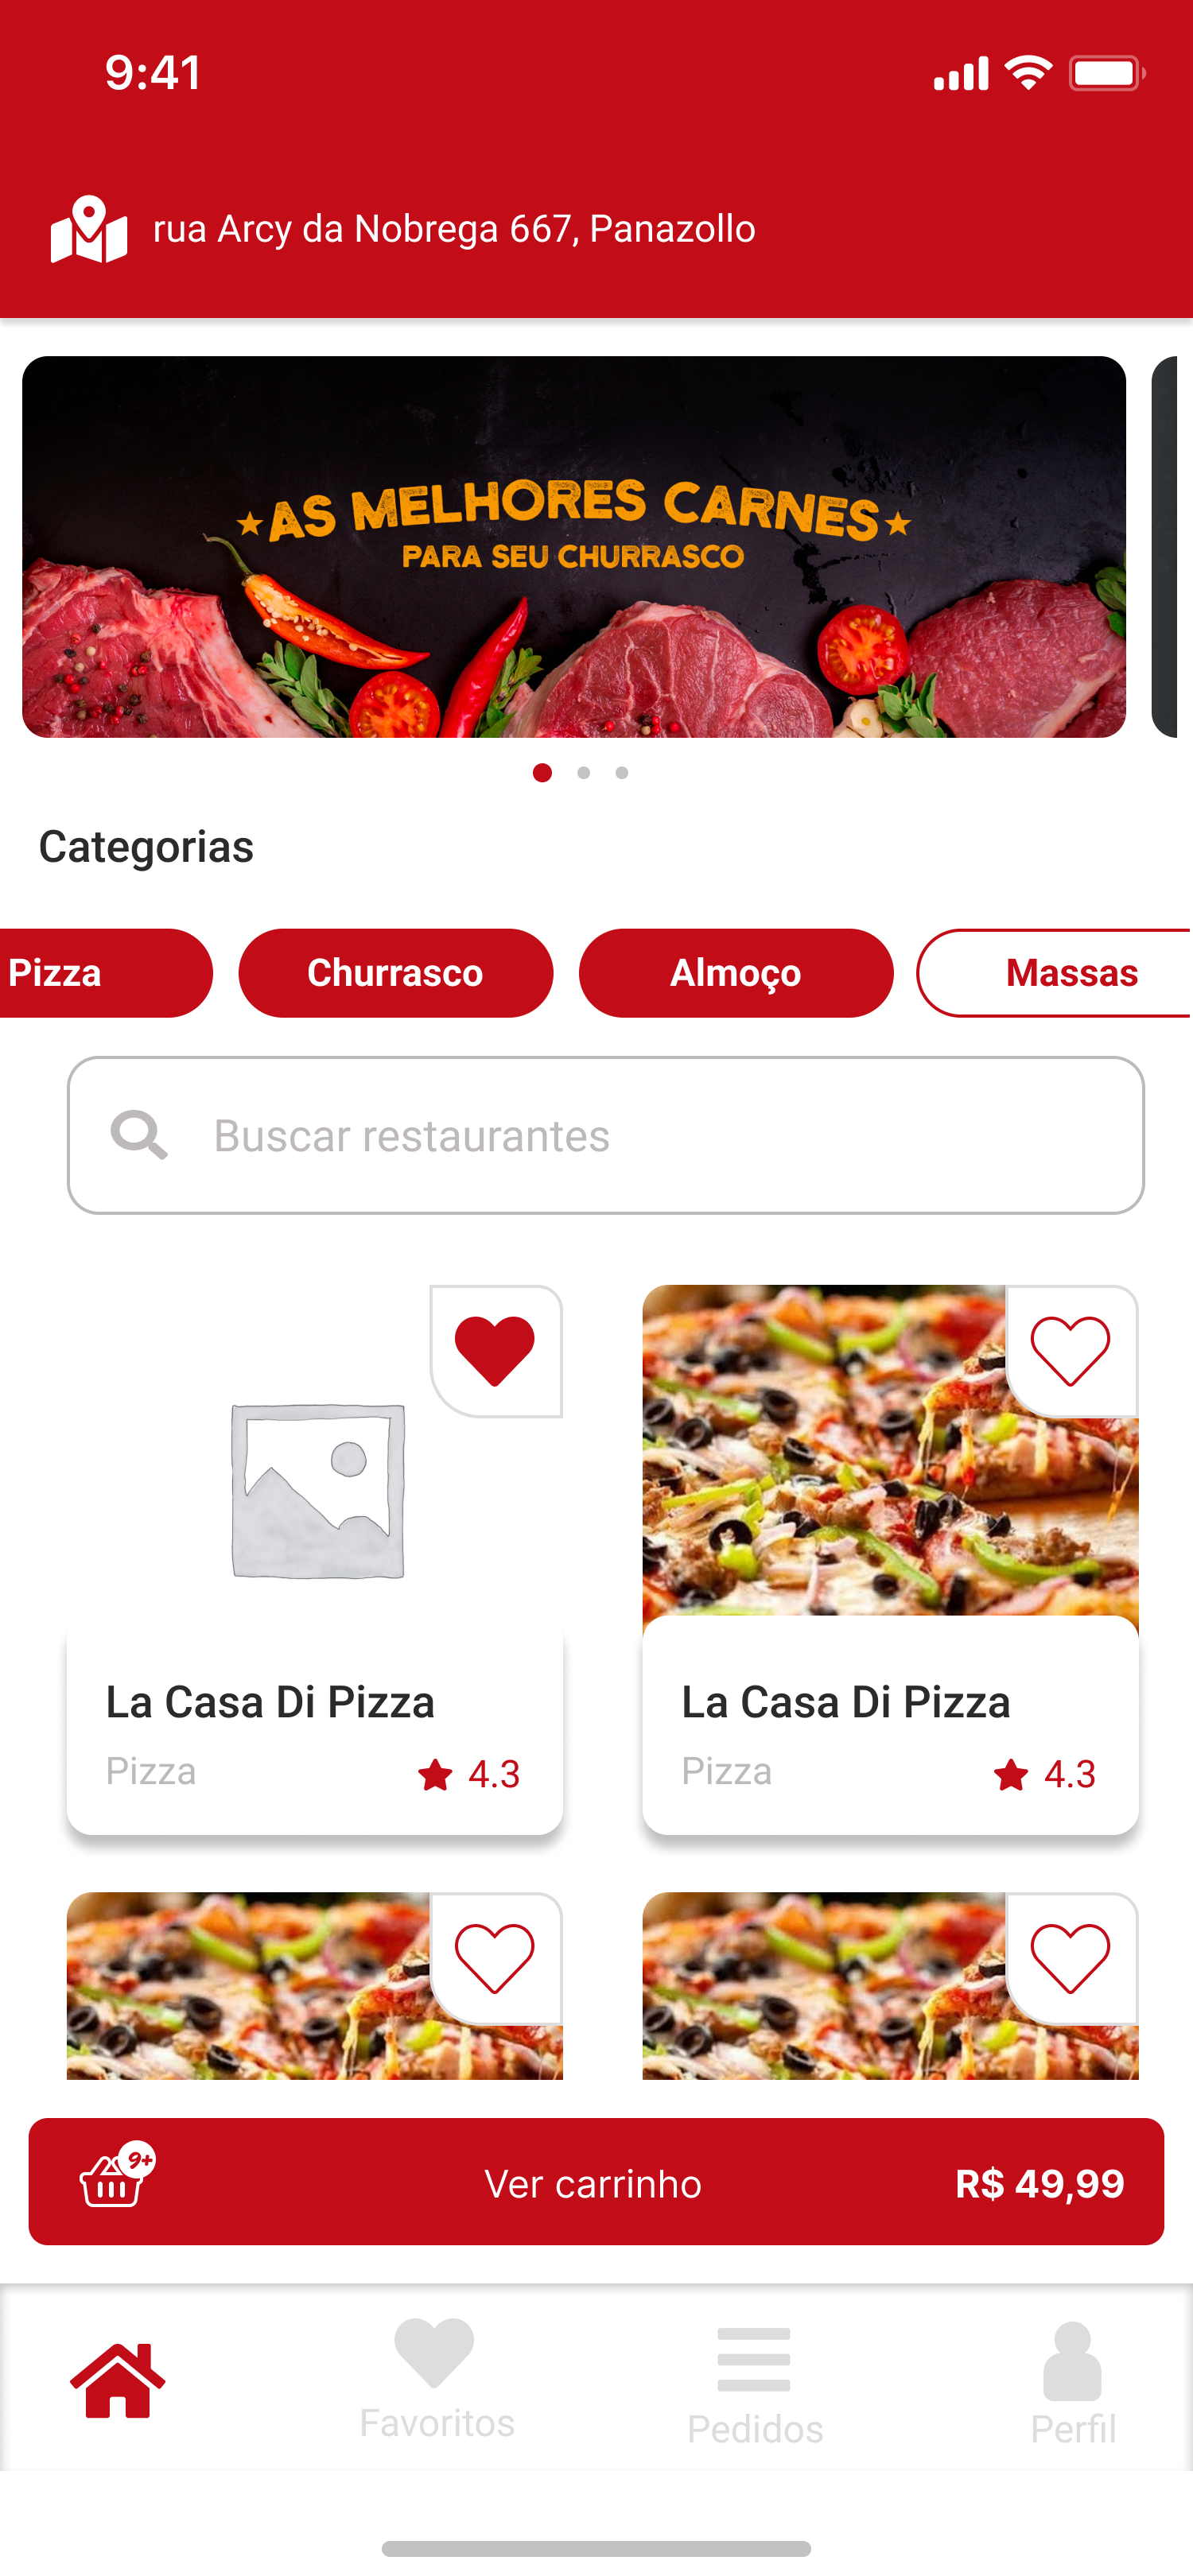 9:41
rua Arcy da Nobrega 667, Panazollo
AS MELHORES CARNES
PARA SEU CHURRASCO
Categorias
Pizza Churrasco Almoço Massas
Buscar restaurantes
La Casa Di Pizza
Pizza 4.3
La Casa Di Pizza
Pizza 4.3
9+ Ver carrinho R$ 49,99
Favoritos Pedidos Perfil